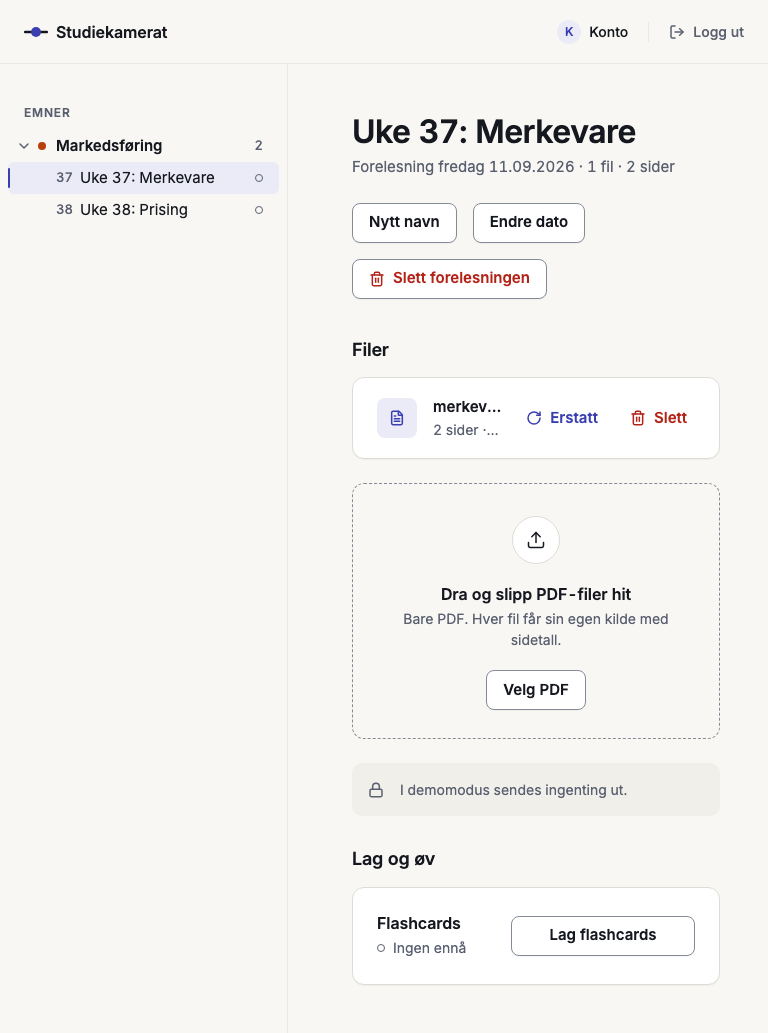 Studiekamerat
K Konto
Logg ut
EMNER
Markedsføring 2
37 Uke 37: Merkevare
38 Uke 38: Prising
Uke 37: Merkevare
Forelesning fredag 11.09.2026 · 1 fil · 2 sider
Nytt navn
Endre dato
Slett forelesningen
Filer
merkev...
2 sider ·...
Erstatt
Slett
Dra og slipp PDF-filer hit
Bare PDF. Hver fil får sin egen kilde med
sidetall.
Velg PDF
I demomodus sendes ingenting ut.
Lag og øv
Flashcards
Ingen ennå
Lag flashcards